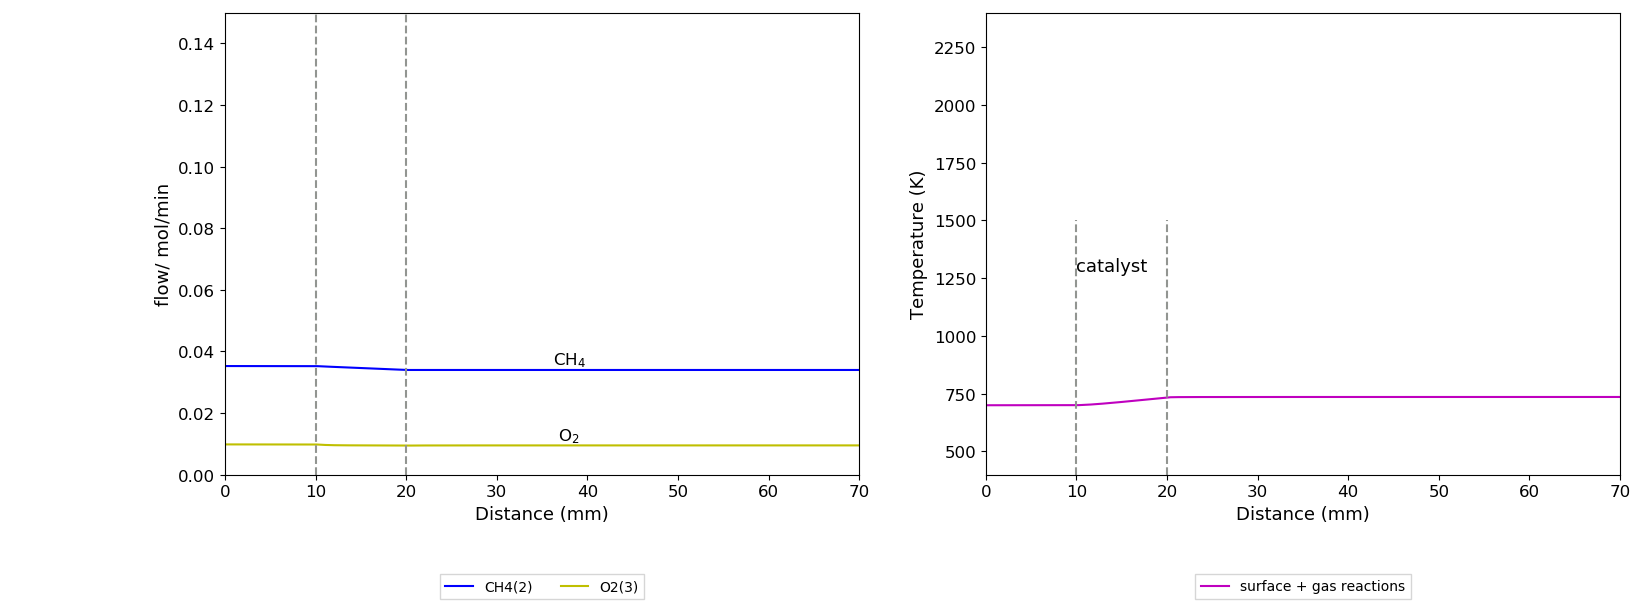 0.14
0.12
0.10
0.08
0.06
0.04
0.02
0.00
flow/ mol/min
CH₄
O₂
0 10 20 30 40 50 60 70
Distance (mm)
CH4(2) O2(3)
2250
2000
1750
1500
1250
1000
750
500
Temperature (K)
catalyst
0 10 20 30 40 50 60 70
Distance (mm)
surface + gas reactions